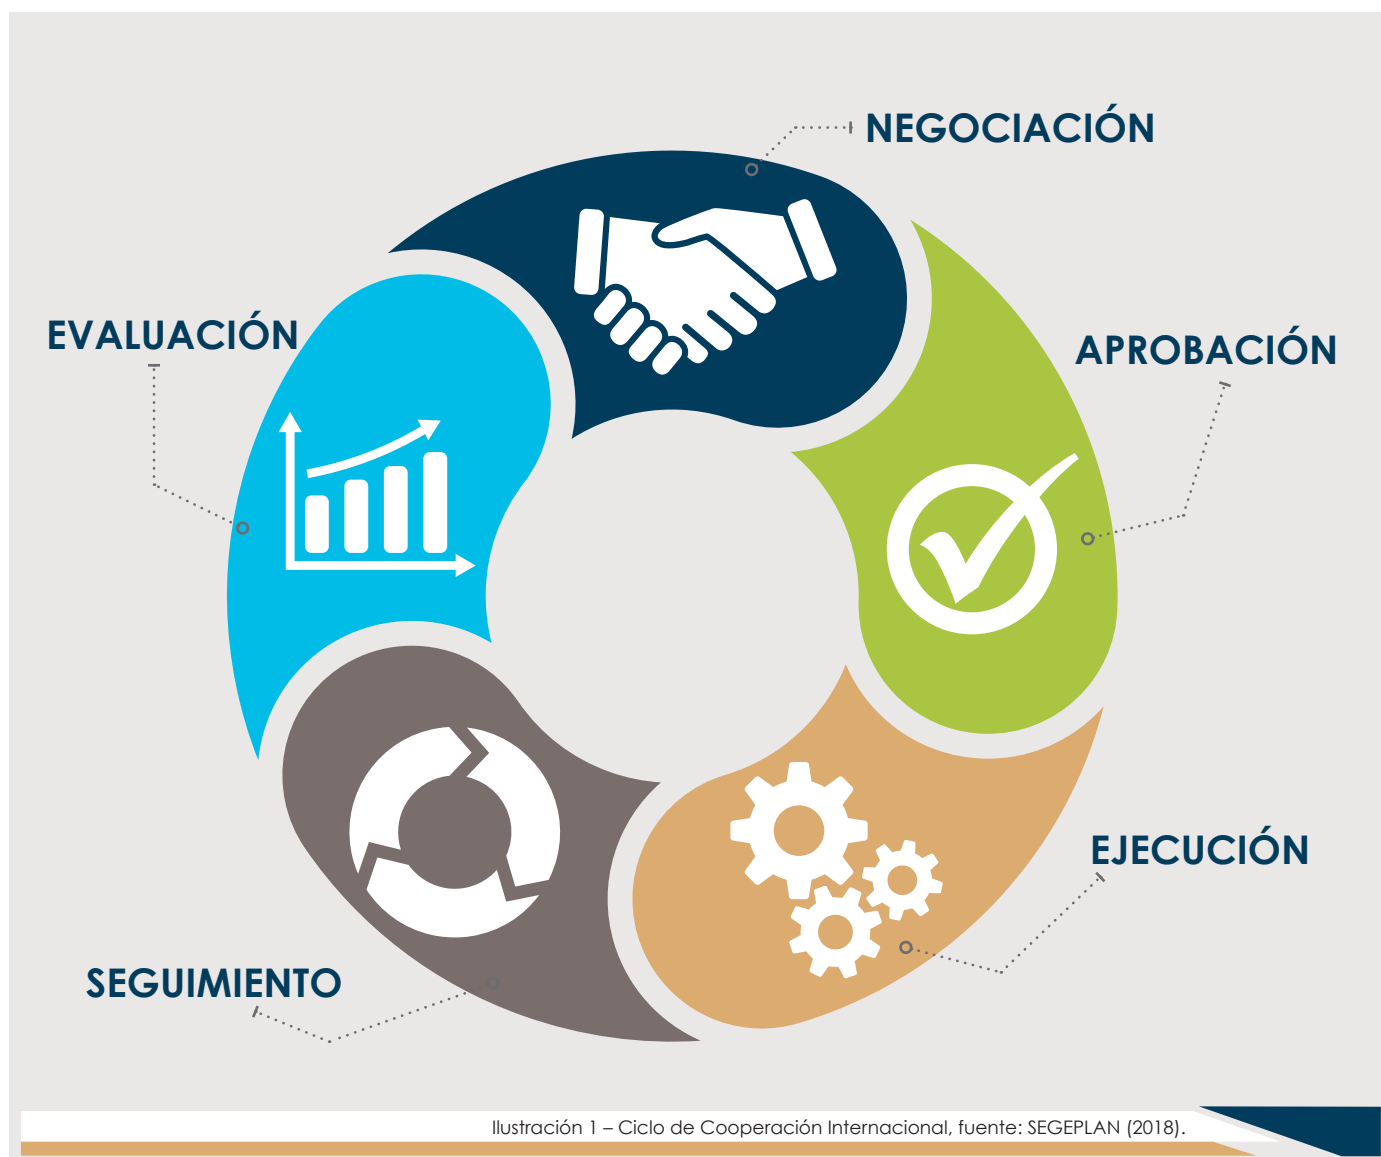 NEGOCIACIÓN
APROBACIÓN
EJECUCIÓN
SEGUIMIENTO
EVALUACIÓN
Ilustración 1 – Ciclo de Cooperación Internacional, fuente: SEGEPLAN (2018).